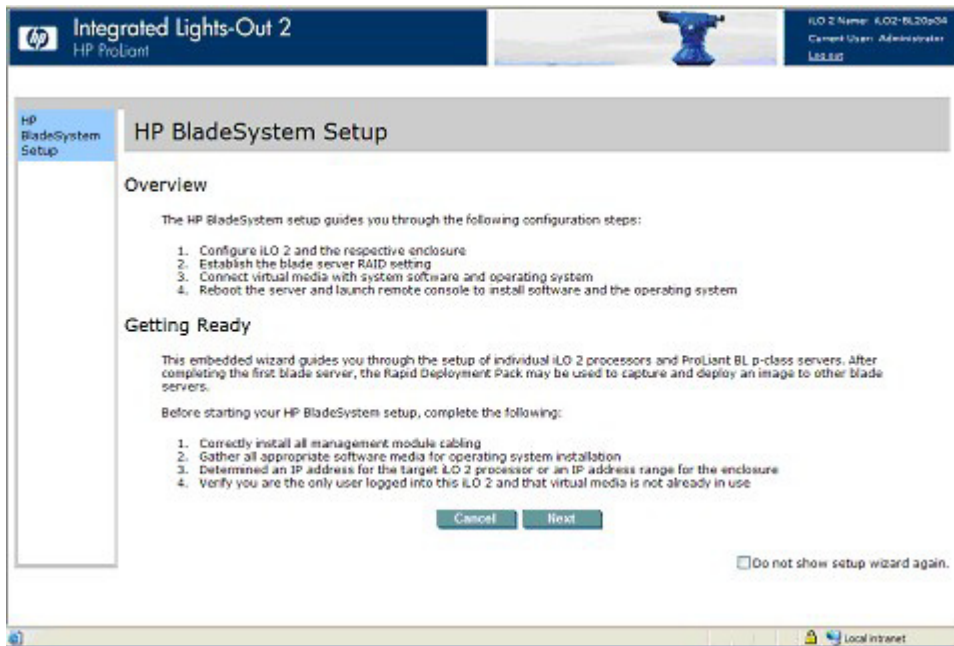 hp
Integrated Lights-Out 2
HP ProLiant
iLO 2 Name: iLO2-BL20p04
Current User: Administrator
Log out
HP
BladeSystem
Setup
HP BladeSystem Setup
Overview
The HP BladeSystem setup guides you through the following configuration steps:
1. Configure iLO 2 and the respective enclosure
2. Establish the blade server RAID setting
3. Connect virtual media with system software and operating system
4. Reboot the server and launch remote console to install software and the operating system
Getting Ready
This embedded wizard guides you through the setup of individual iLO 2 processors and ProLiant BL p-class servers. After
completing the first blade server, the Rapid Deployment Pack may be used to capture and deploy an image to other blade
servers.
Before starting your HP BladeSystem setup, complete the following:
1. Correctly install all management module cabling
2. Gather all appropriate software media for operating system installation
3. Determined an IP address for the target iLO 2 processor or an IP address range for the enclosure
4. Verify you are the only user logged into this iLO 2 and that virtual media is not already in use
Cancel Next
Do not show setup wizard again.
Local intranet